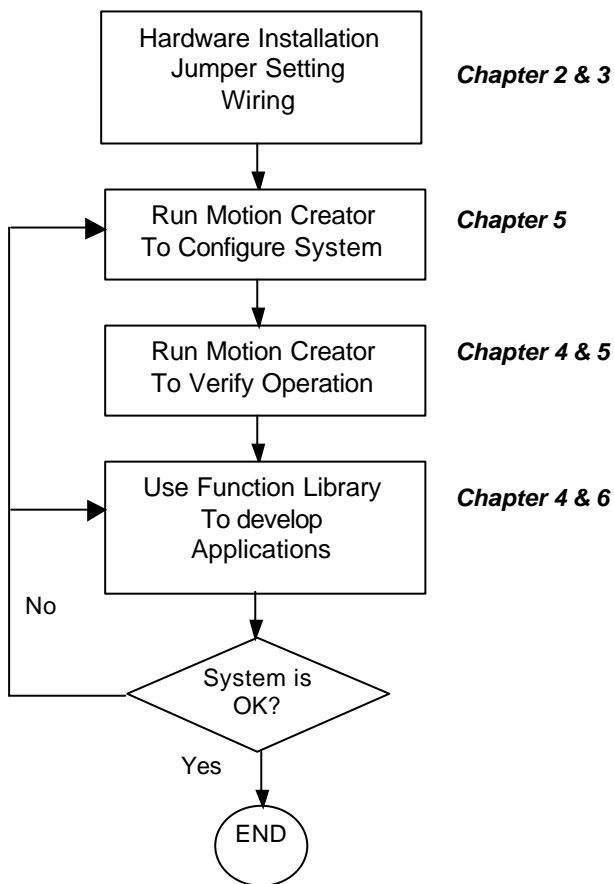 Hardware Installation
Jumper Setting
Wiring
Chapter 2 & 3
Run Motion Creator
To Configure System
Chapter 5
Run Motion Creator
To Verify Operation
Chapter 4 & 5
Use Function Library
To develop
Applications
Chapter 4 & 6
No
System is
OK?
Yes
END